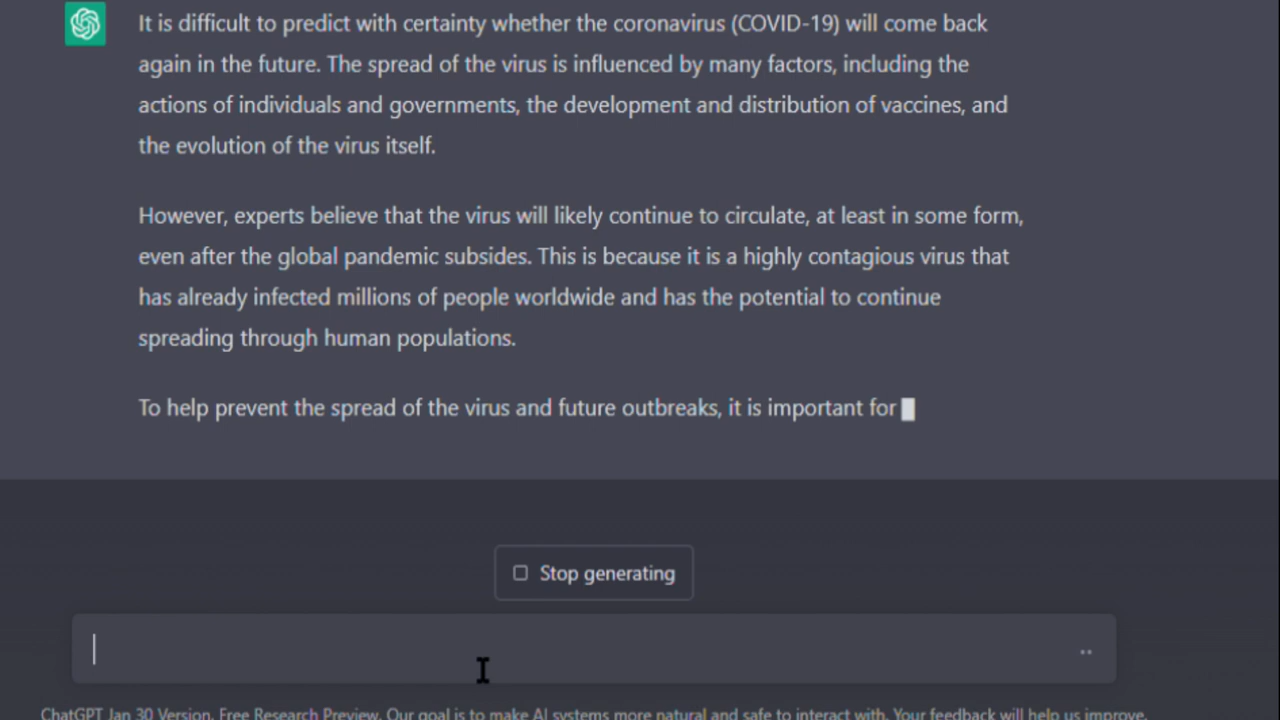 It is difficult to predict with certainty whether the coronavirus (COVID-19) will come back
again in the future. The spread of the virus is influenced by many factors, including the
actions of individuals and governments, the development and distribution of vaccines, and
the evolution of the virus itself.
However, experts believe that the virus will likely continue to circulate, at least in some form,
even after the global pandemic subsides. This is because it is a highly contagious virus that
has already infected millions of people worldwide and has the potential to continue
spreading through human populations.
To help prevent the spread of the virus and future outbreaks, it is important for
Stop generating
ChatGPT Jan 30 Version. Free Research Preview. Our goal is to make AI systems more natural and safe to interact with. Your feedback will help us improve.